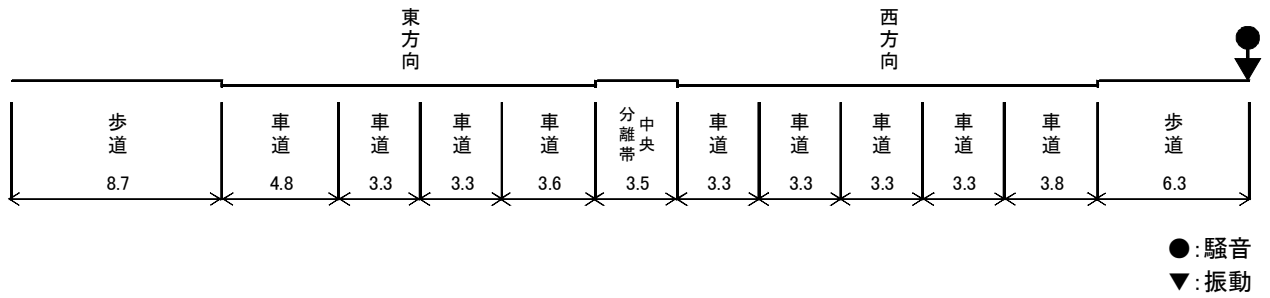 東方向
西方向
歩道
車道
車道
車道
車道
中央
分離帯
車道
車道
車道
車道
車道
歩道
8.7
4.8
3.3
3.3
3.6
3.5
3.3
3.3
3.3
3.3
3.8
6.3
●:騒音
▼:振動